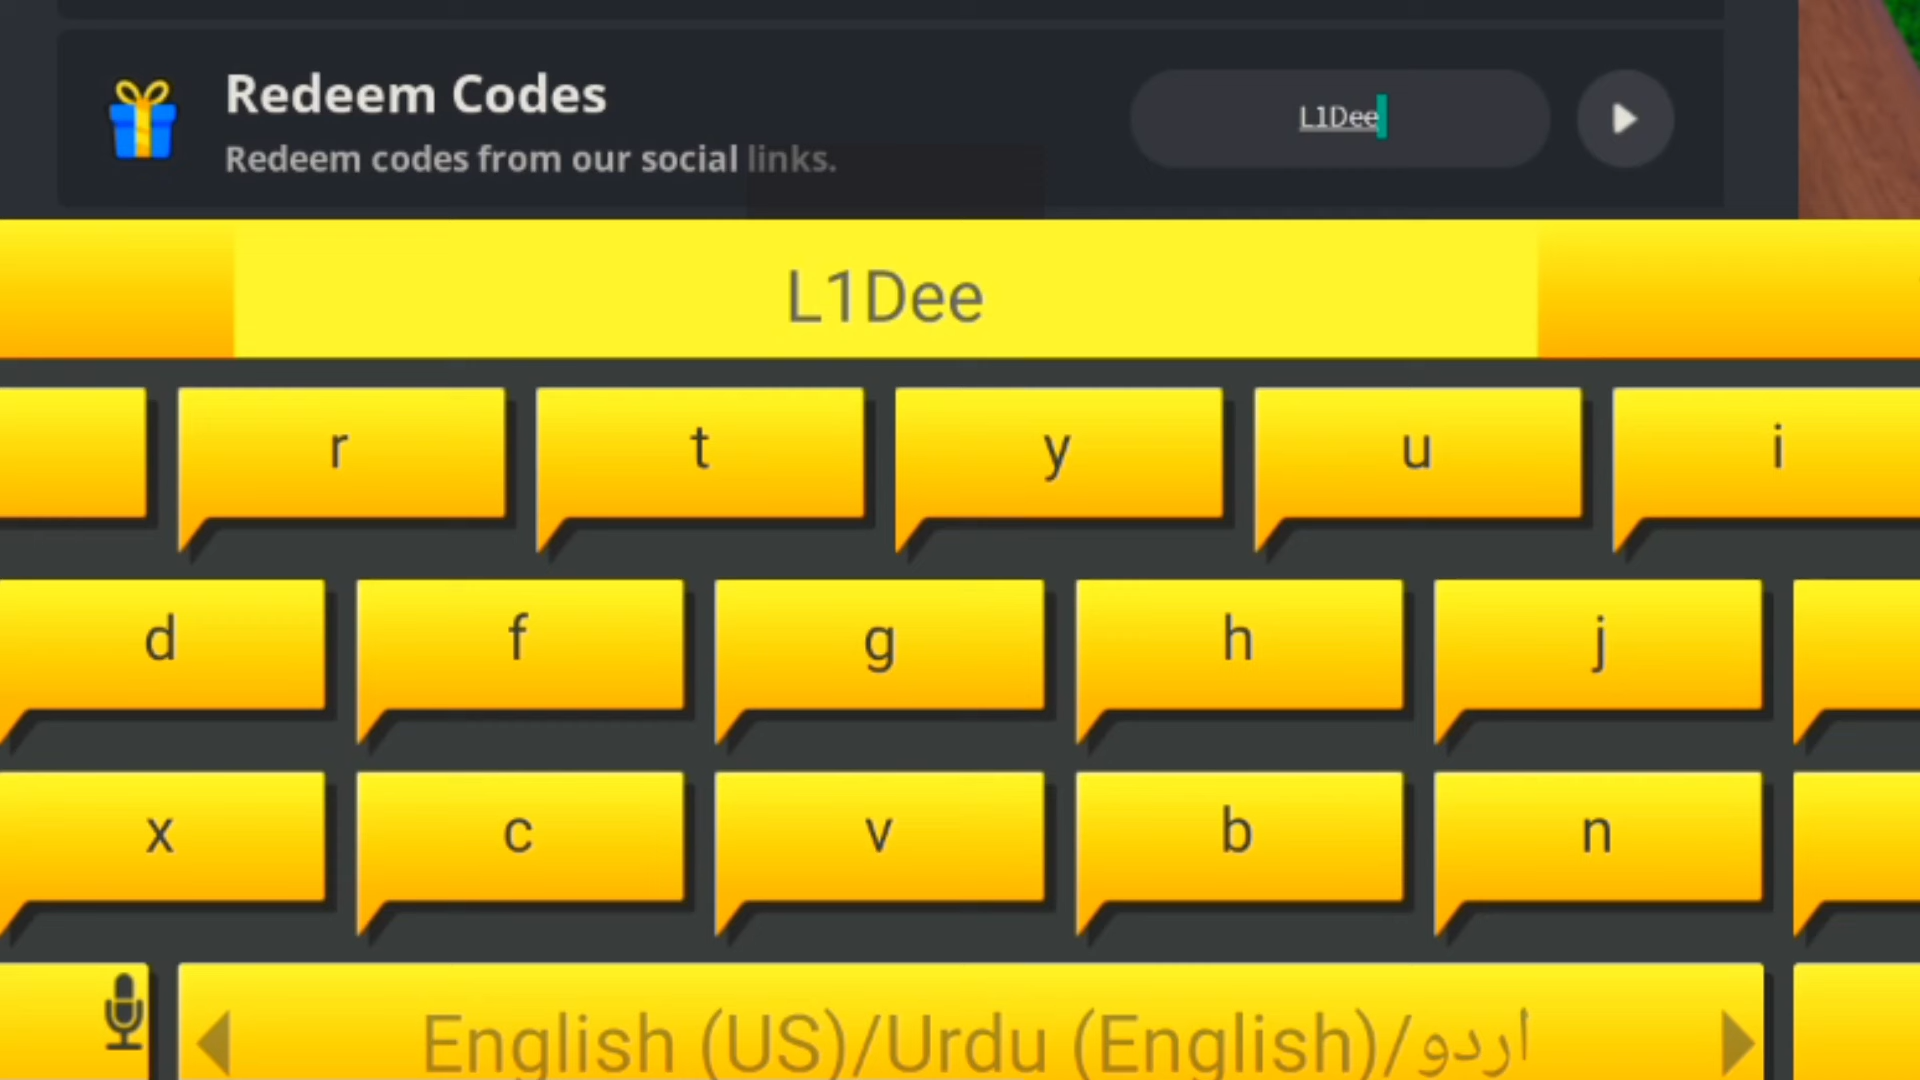 Redeem Codes
Redeem codes from our social links.
L1Dee
L1Dee
r t y u i
d f g h j
x c v b n
English (US)/Urdu (English)/اردو